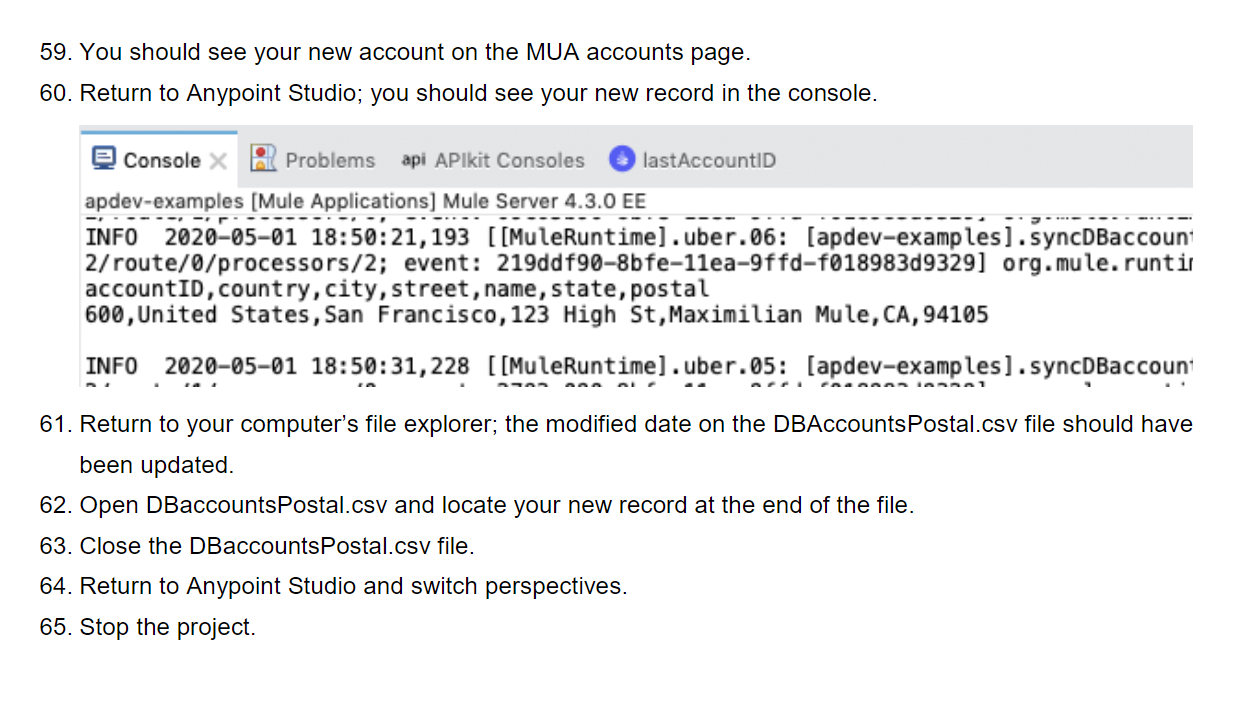 59. You should see your new account on the MUA accounts page.
60. Return to Anypoint Studio; you should see your new record in the console.
Console Problems api APIkit Consoles lastAccountID
apdev-examples [Mule Applications] Mule Server 4.3.0 EE
INFO 2020-05-01 18:50:21,193 [[MuleRuntime].uber.06: [apdev-examples].syncDBaccount
2/route/0/processors/2; event: 219ddf90-8bfe-11ea-9ffd-f018983d9329] org.mule.runtin
accountID,country,city,street,name,state,postal
600,United States,San Francisco,123 High St,Maximilian Mule,CA,94105
INFO 2020-05-01 18:50:31,228 [[MuleRuntime].uber.05: [apdev-examples].syncDBaccount
61. Return to your computer’s file explorer; the modified date on the DBAccountsPostal.csv file should have
been updated.
62. Open DBaccountsPostal.csv and locate your new record at the end of the file.
63. Close the DBaccountsPostal.csv file.
64. Return to Anypoint Studio and switch perspectives.
65. Stop the project.